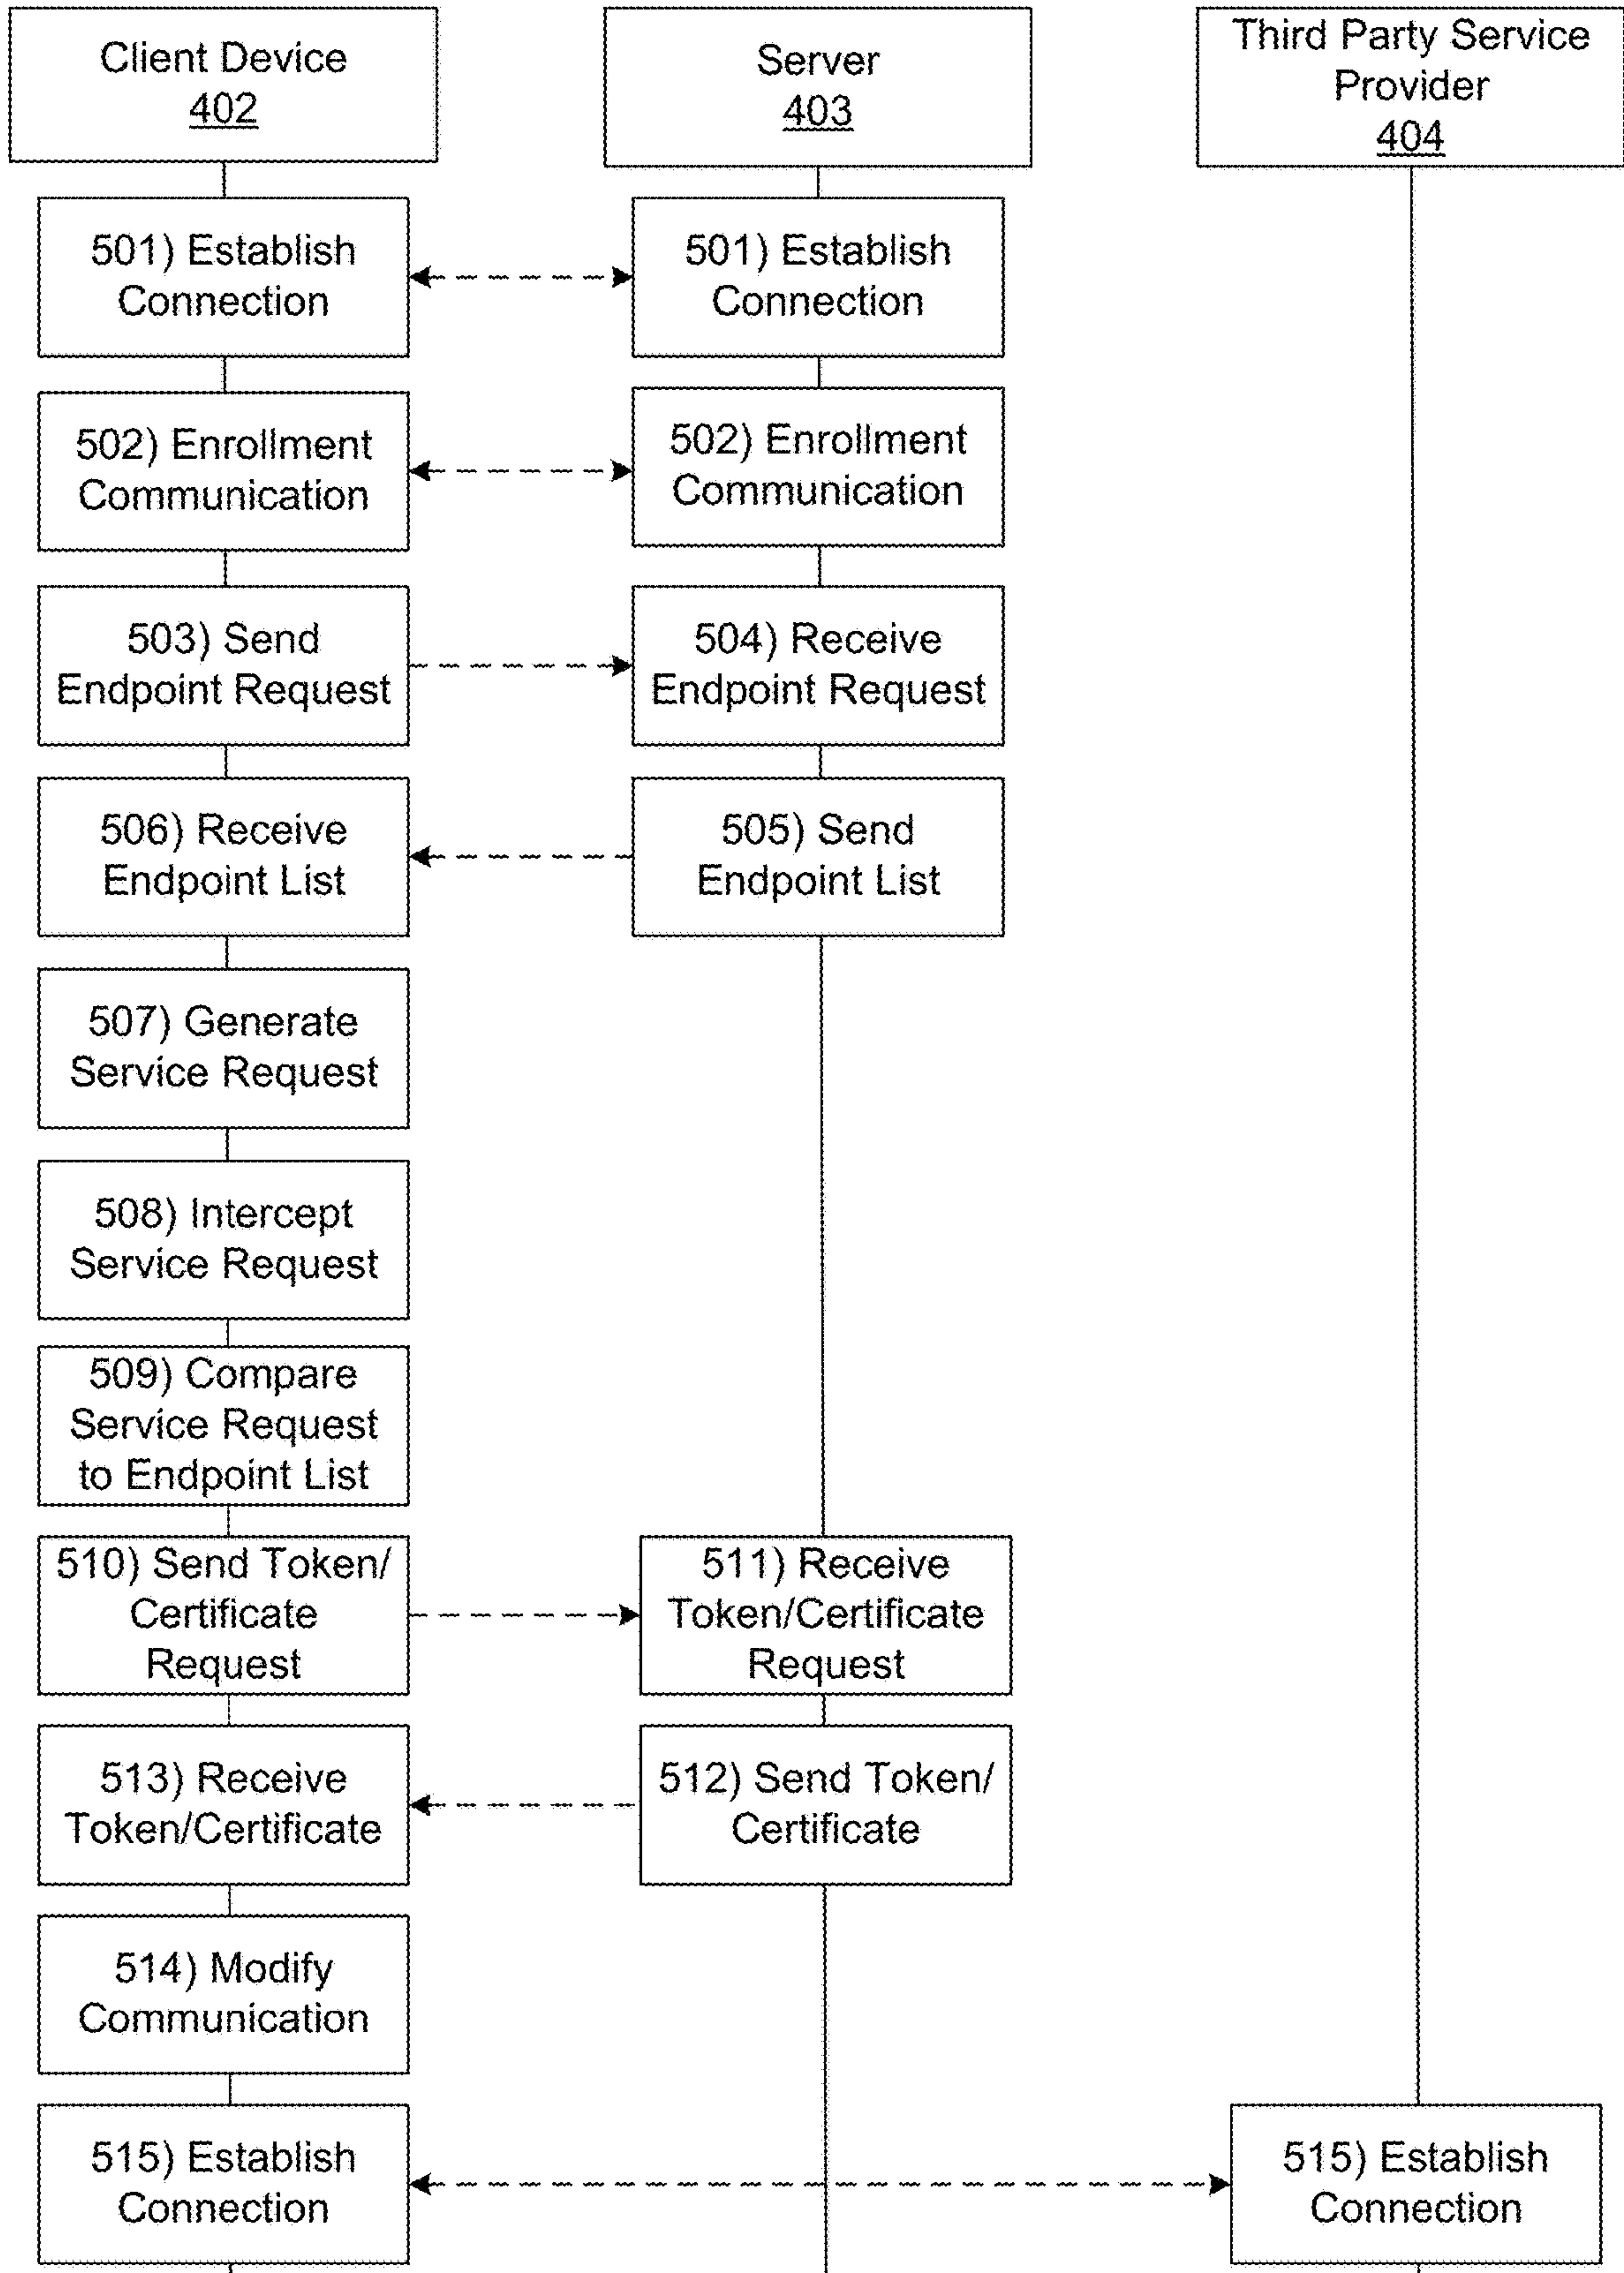 Client Device
402
Server
403
Third Party Service
Provider
404
501) Establish
Connection
501) Establish
Connection
502) Enrollment
Communication
502) Enrollment
Communication
503) Send
Endpoint Request
504) Receive
Endpoint Request
506) Receive
Endpoint List
505) Send
Endpoint List
507) Generate
Service Request
508) Intercept
Service Request
509) Compare
Service Request
to Endpoint List
510) Send Token/
Certificate
Request
511) Receive
Token/Certificate
Request
513) Receive
Token/Certificate
512) Send Token/
Certificate
514) Modify
Communication
515) Establish
Connection
515) Establish
Connection